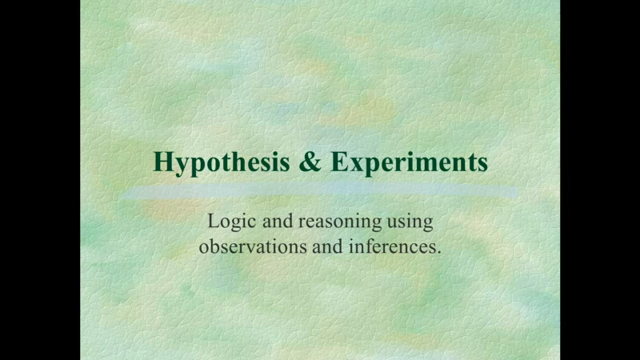 Hypothesis & Experiments
Logic and reasoning using
observations and inferences.